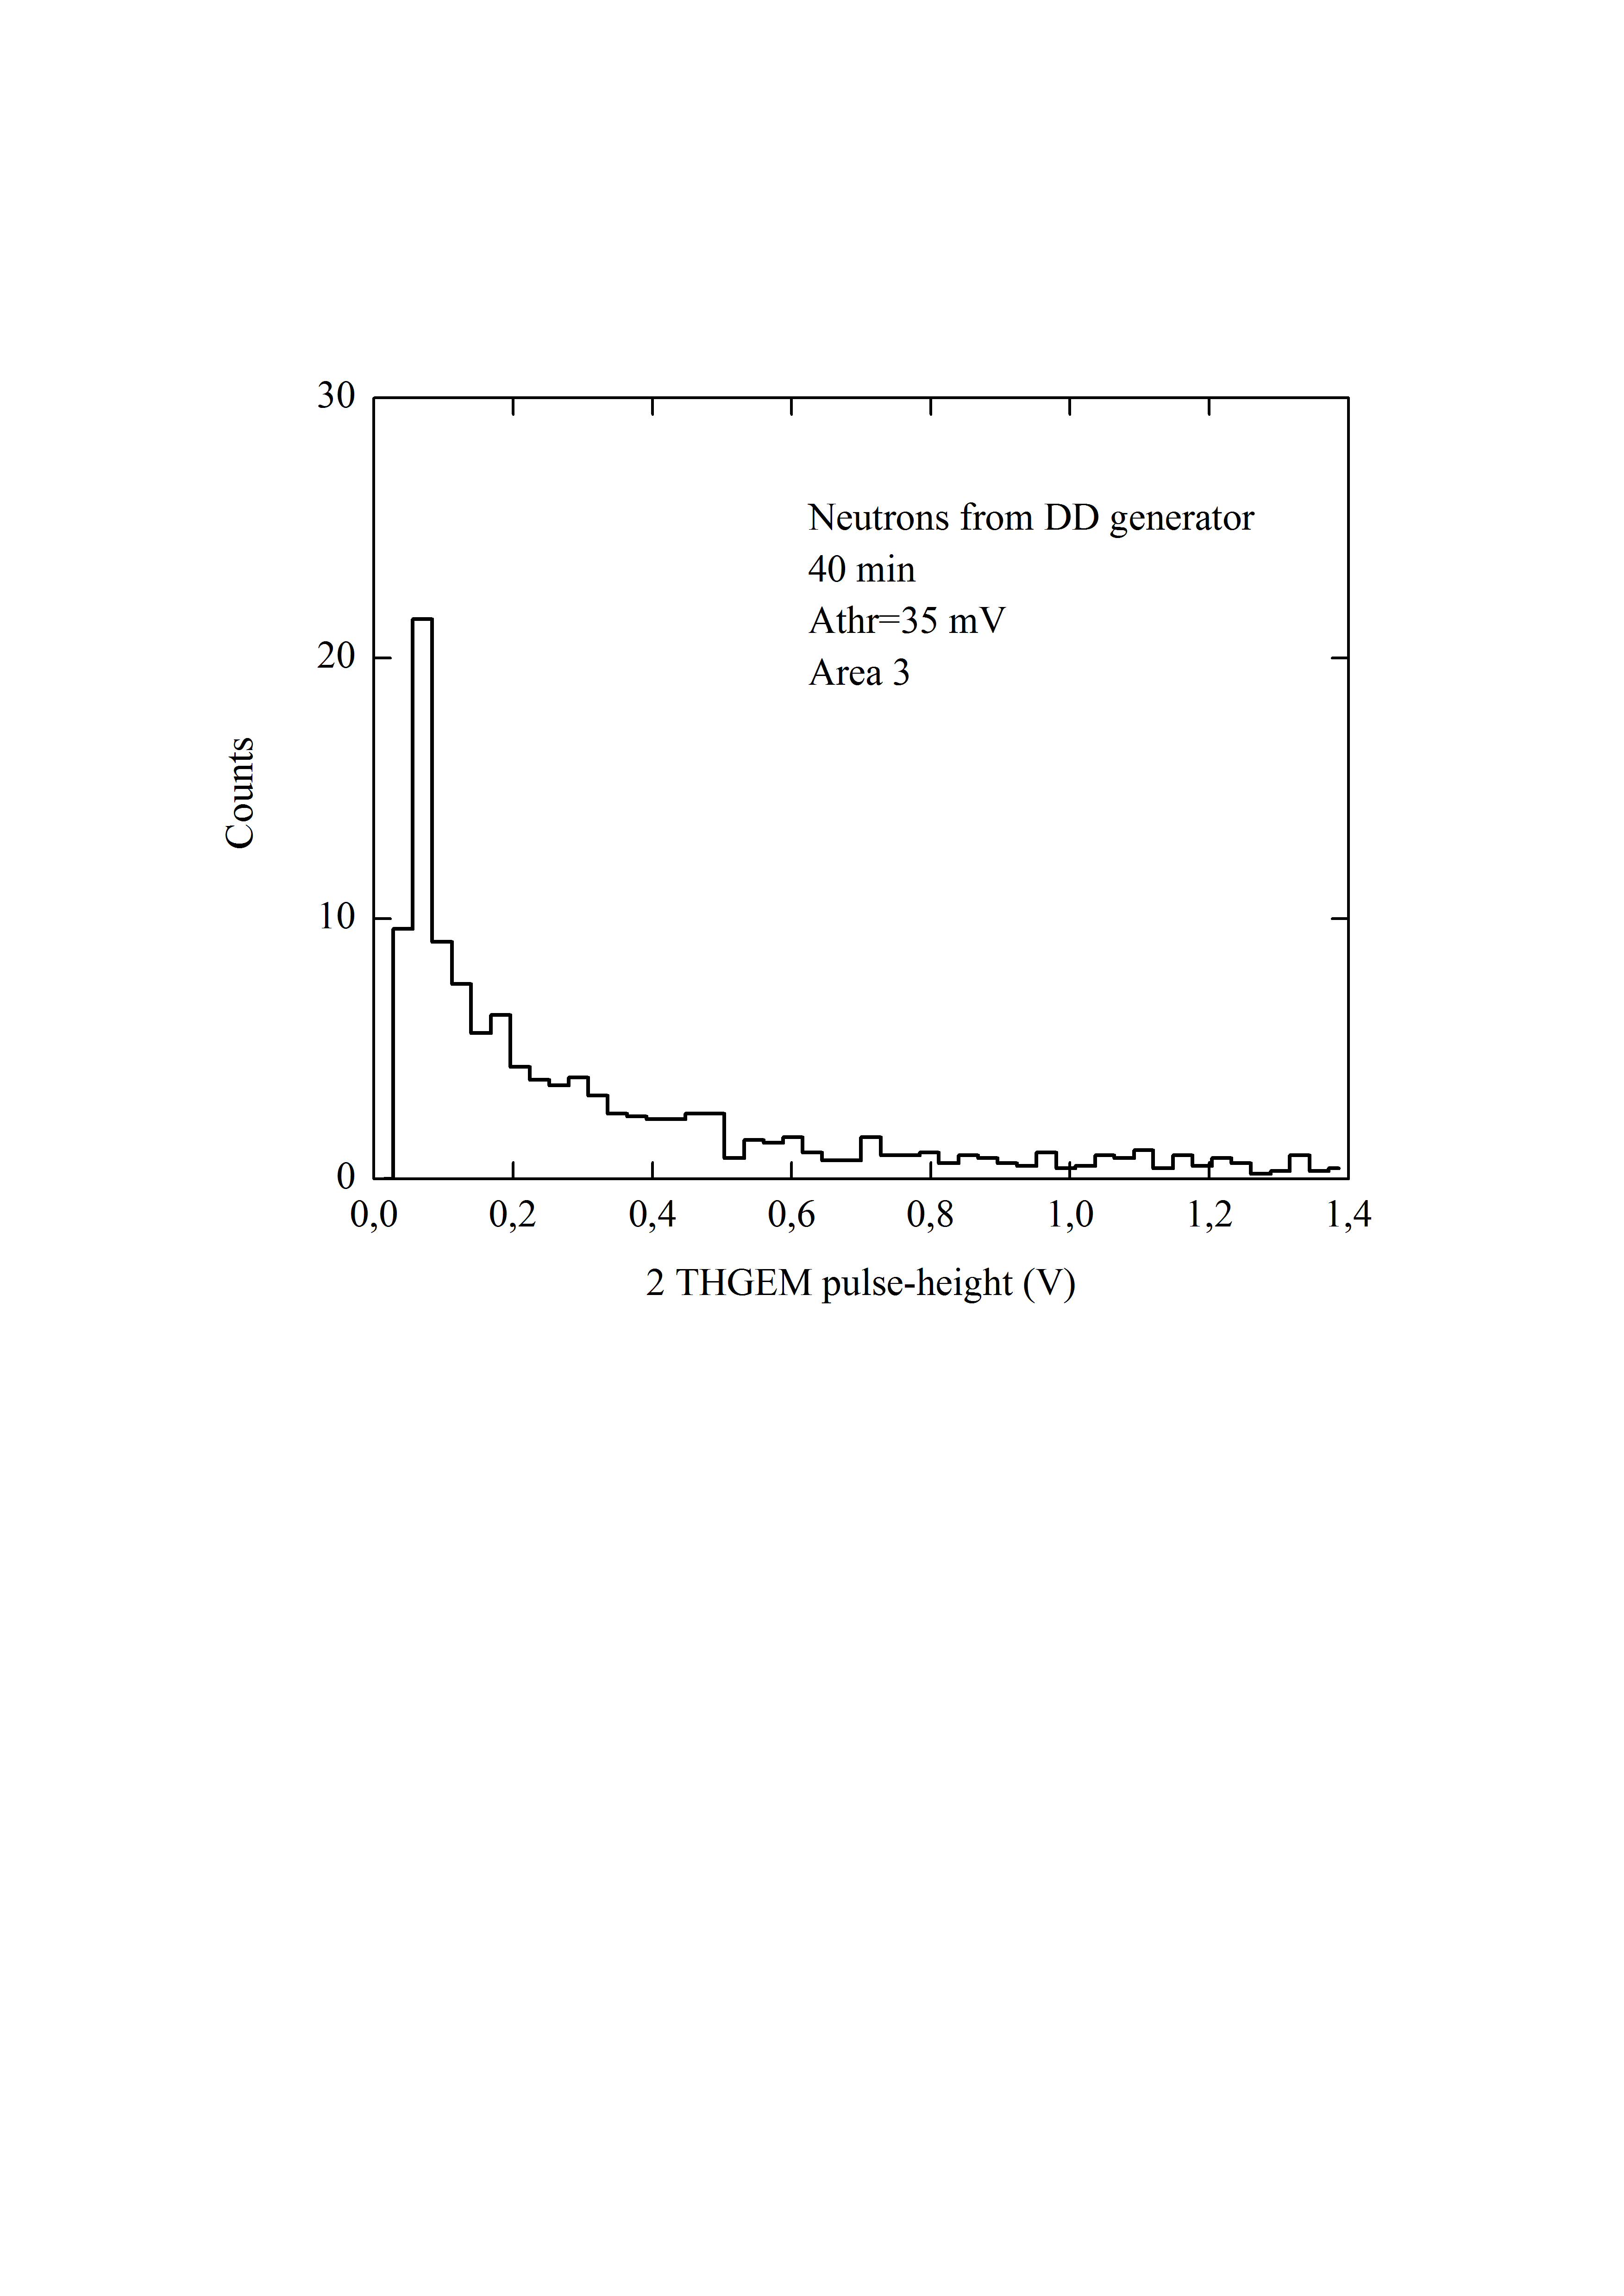 30
Neutrons from DD generator
40 min
Athr=35 mV
20
Area 3
Counts
10
0
0,0 0,2 0,4 0,6 0,8 1,0 1,2 1,4
2 THGEM pulse-height (V)